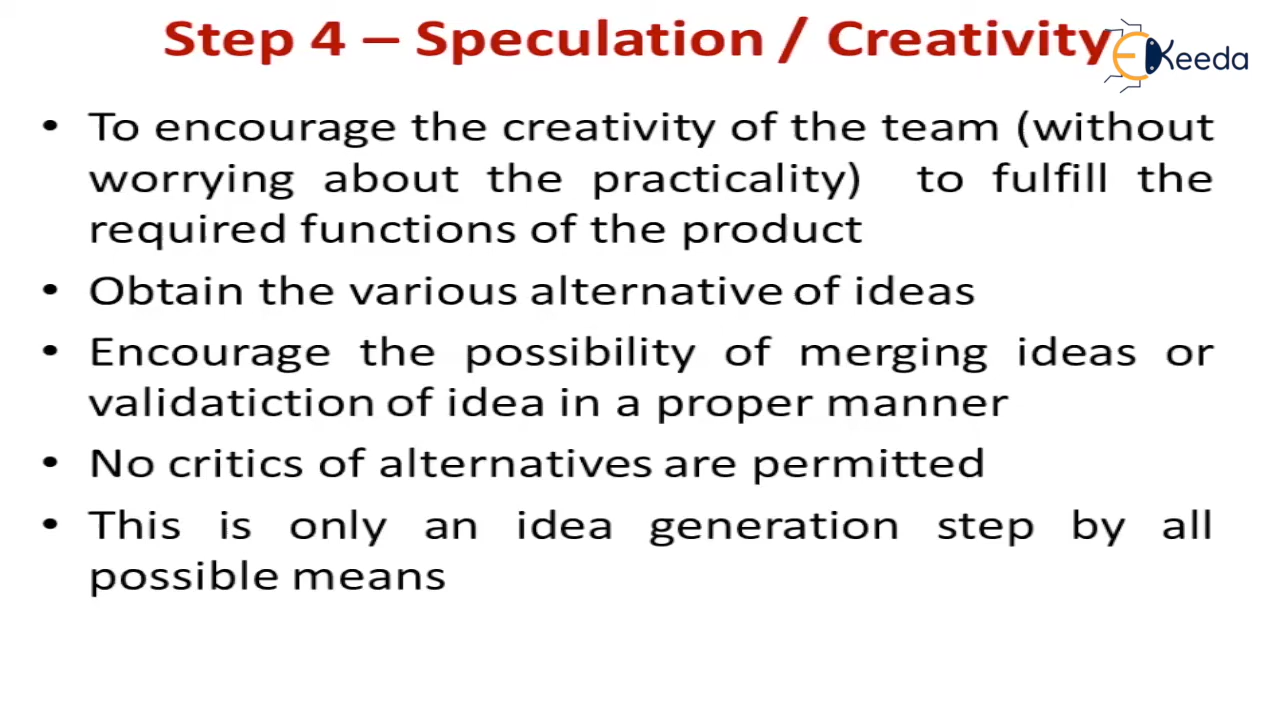 Step 4 – Speculation / Creativity
EKeeda
• To encourage the creativity of the team (without
worrying about the practicality) to fulfill the
required functions of the product
• Obtain the various alternative of ideas
• Encourage the possibility of merging ideas or
validatiction of idea in a proper manner
• No critics of alternatives are permitted
• This is only an idea generation step by all
possible means